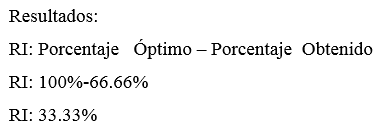 Resultados:
RI: Porcentaje Óptimo – Porcentaje Obtenido
RI: 100%-66.66%
RI: 33.33%